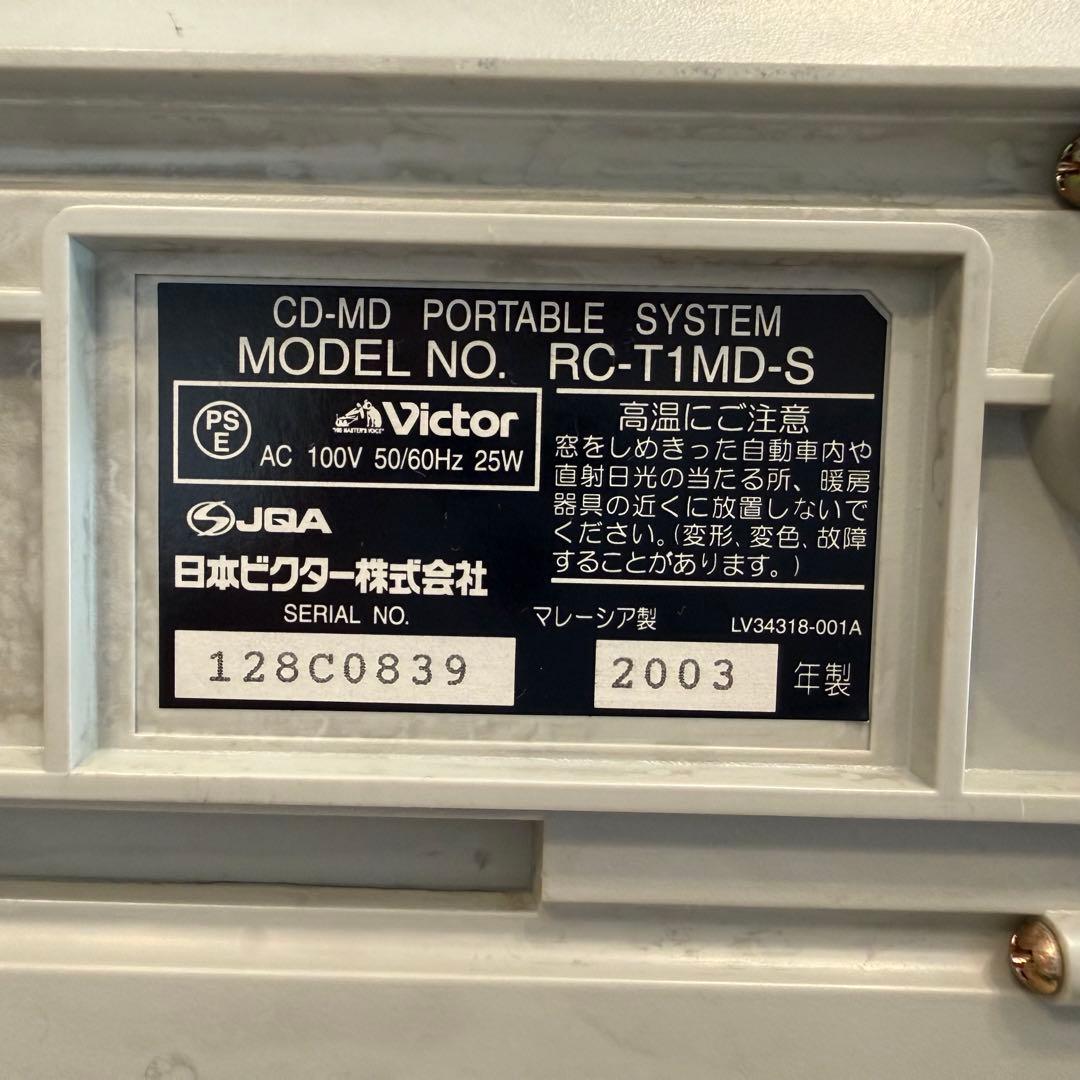 CD-MD PORTABLE SYSTEM
MODEL NO. RC-T1MD-S
PS
E
"HIS MASTER'S VOICE"
Victor
AC 100V 50/60Hz 25W
JQA
日本ビクター株式会社
SERIAL NO.
128C0839
高温にご注意
窓をしめきった自動車内や
直射日光の当たる所、暖房
器具の近くに放置しないで
ください。(変形、変色、故障
することがあります。)
マレーシア製
LV34318-001A
2003 年製